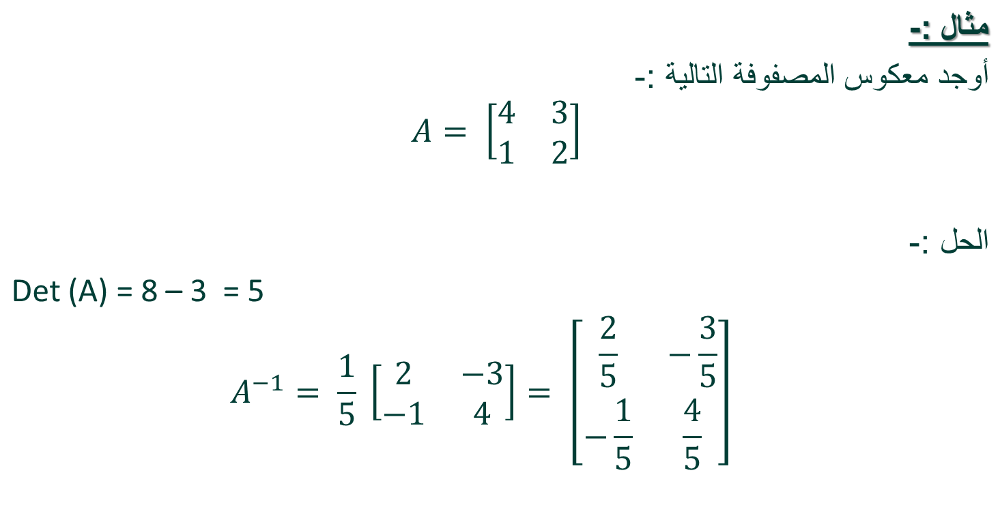 مثال :-
أوجد معكوس المصفوفة التالية :-
A = [4 3
1 2]
الحل :-
Det (A) = 8 – 3 = 5
A⁻¹ = 1/5 [2 −3
−1 4] = [2/5 −3/5
−1/5 4/5]